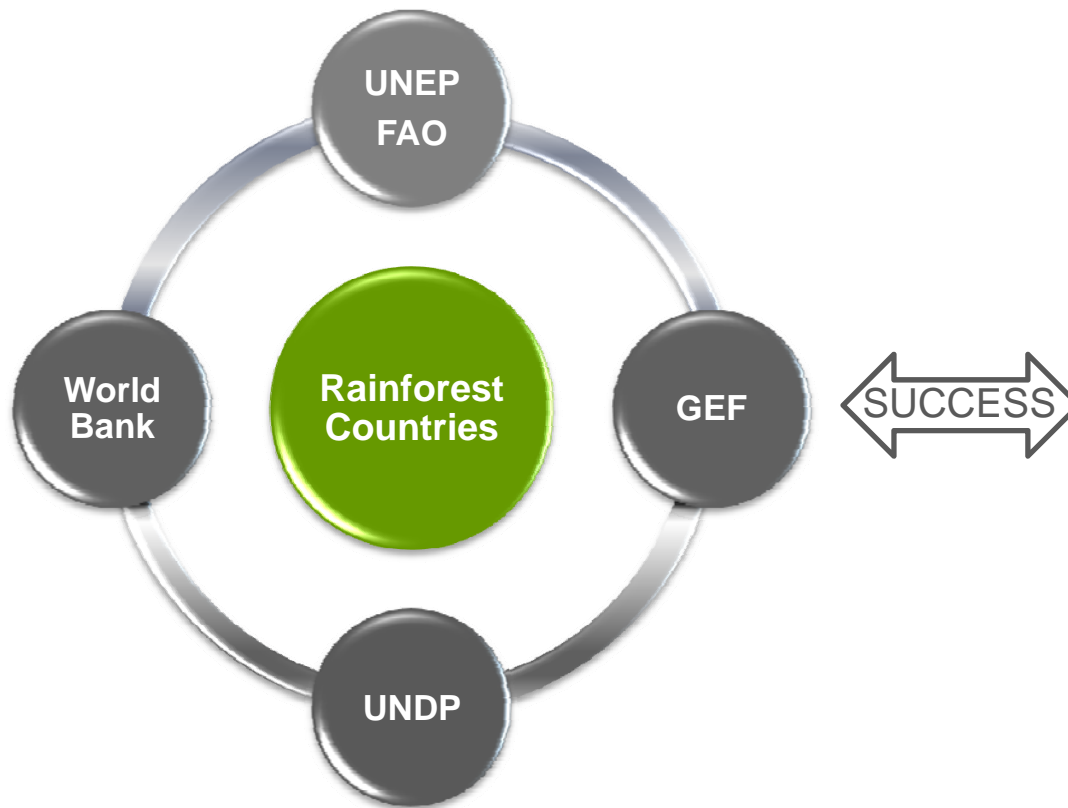 UNEP
FAO
World
Bank
Rainforest
Countries
GEF
SUCCESS
UNDP